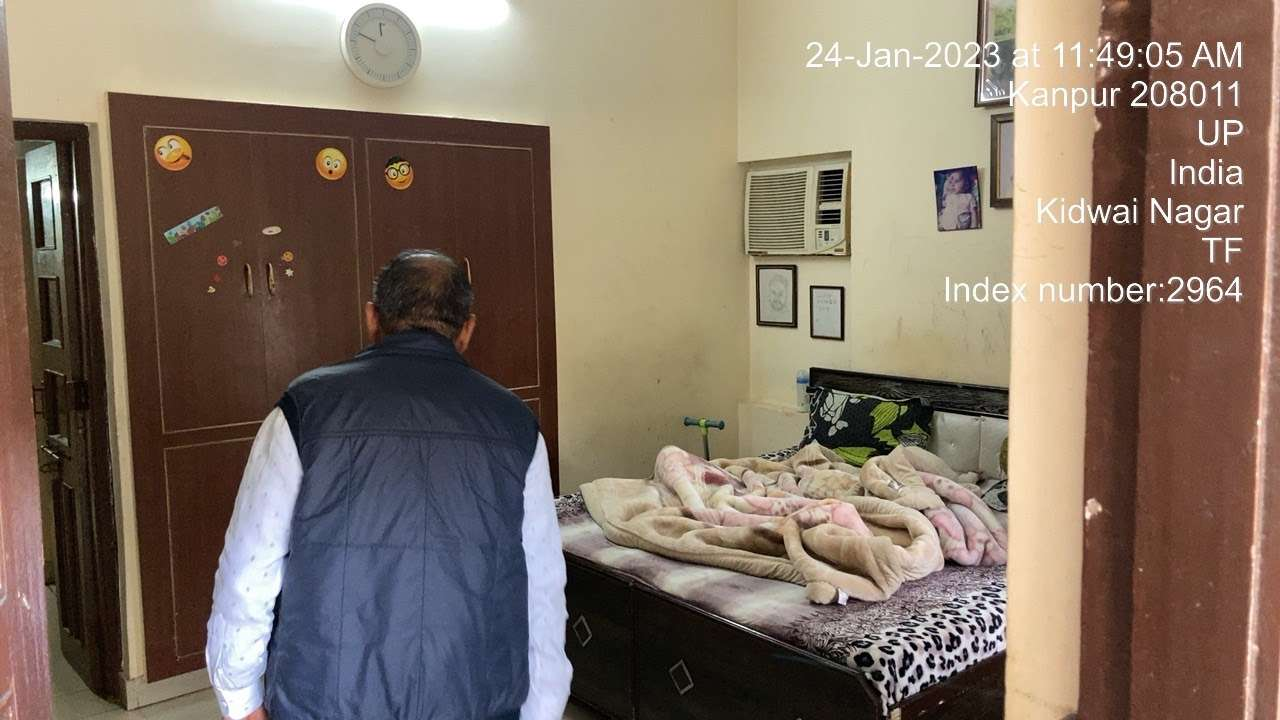 24-Jan-2023 at 11:49:05 AM
Kanpur 208011
UP
India
Kidwai Nagar
TF
Index number:2964